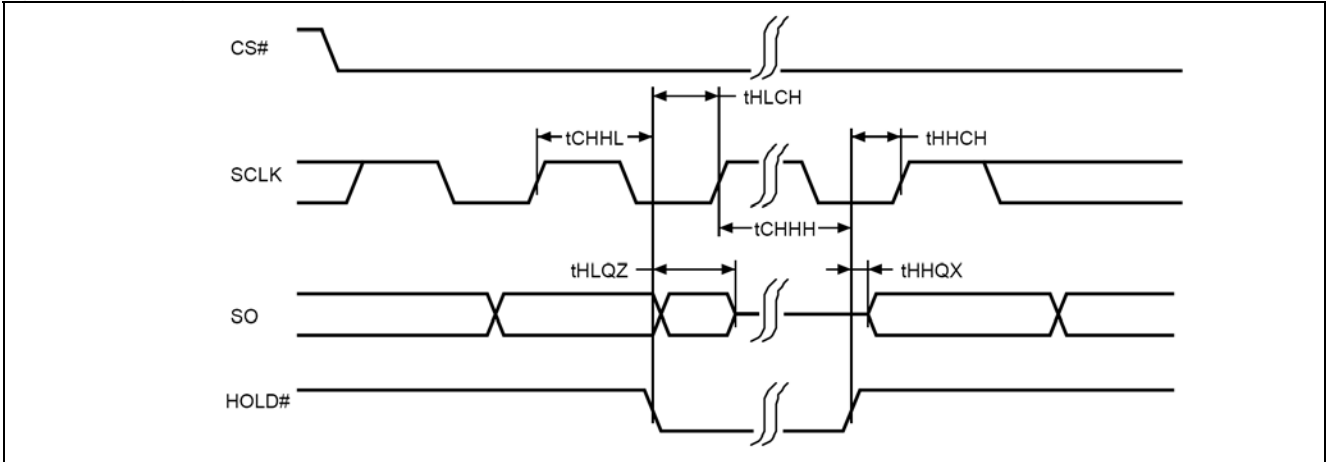 CS#
tHLCH
tCHHL
tHHCH
SCLK
tCHHH
tHLQZ
tHHQX
SO
HOLD#